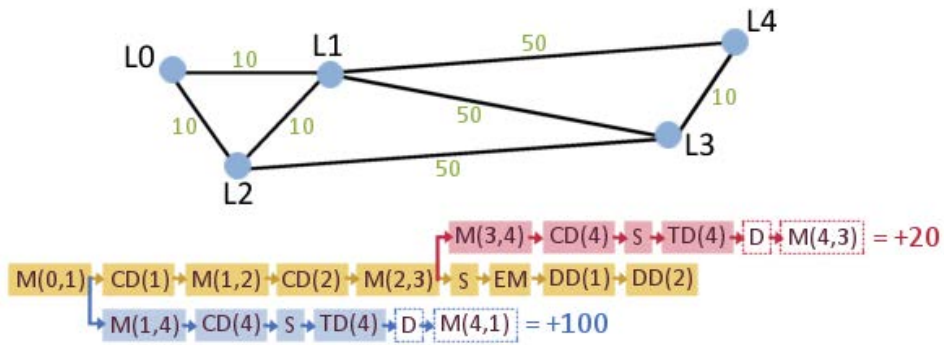 L0 10 L1 50 L4
10 10 50 10
L2 50 L3
M(3,4) CD(4) S TD(4) D M(4,3) = +20
M(0,1) CD(1) M(1,2) CD(2) M(2,3) S EM DD(1) DD(2)
M(1,4) CD(4) S TD(4) D M(4,1) = +100